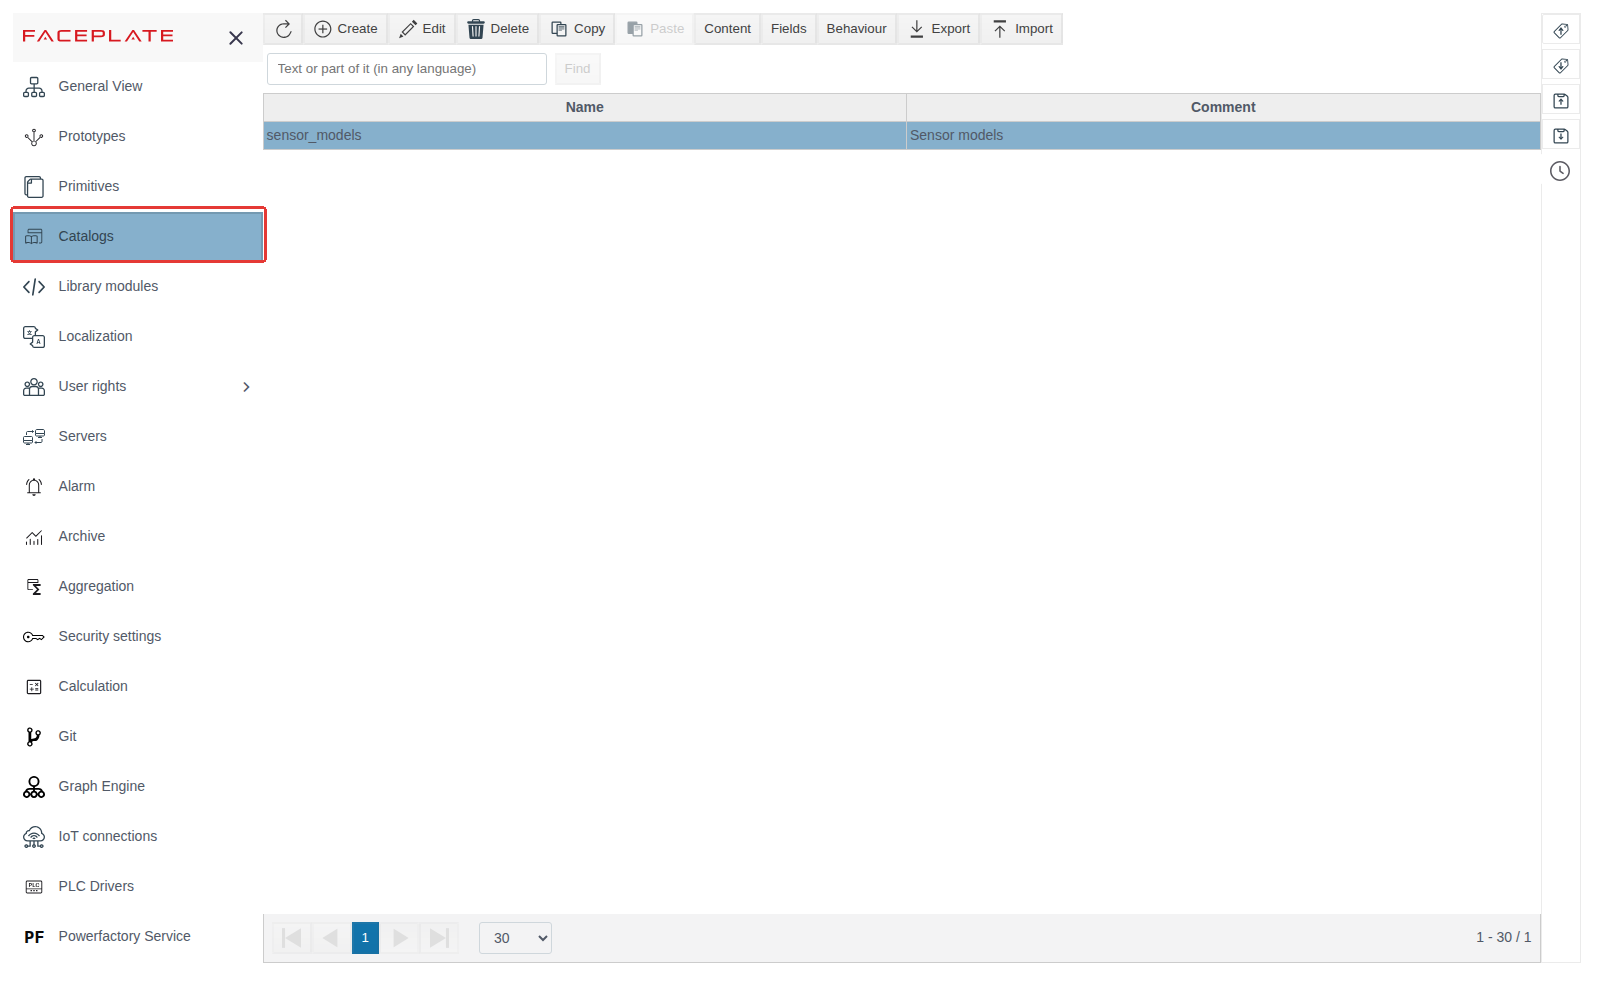 FACEPLATE
Create Edit Delete Copy Paste Content Fields Behaviour Export Import
Text or part of it (in any language) Find
Name Comment
sensor_models Sensor models
General View
Prototypes
Primitives
Catalogs
Library modules
Localization
User rights
Servers
Alarm
Archive
Aggregation
Security settings
Calculation
Git
Graph Engine
IoT connections
PLC PLC Drivers
PF Powerfactory Service
1 30 1 - 30 / 1